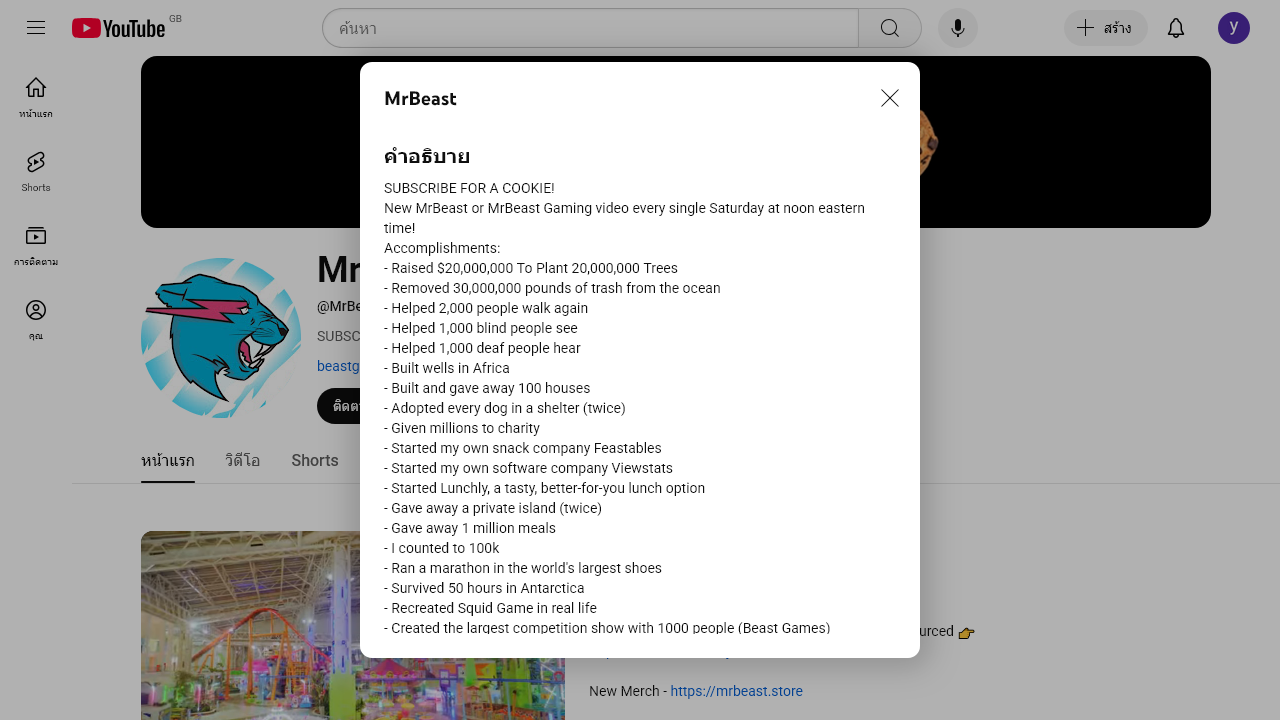 YouTube GB
ค้นหา
สร้าง
y
หน้าแรก
Shorts
การติดตาม
คุณ
MrBeast
คำอธิบาย
SUBSCRIBE FOR A COOKIE!
New MrBeast or MrBeast Gaming video every single Saturday at noon eastern
time!
Accomplishments:
- Raised $20,000,000 To Plant 20,000,000 Trees
- Removed 30,000,000 pounds of trash from the ocean
- Helped 2,000 people walk again
- Helped 1,000 blind people see
- Helped 1,000 deaf people hear
- Built wells in Africa
- Built and gave away 100 houses
- Adopted every dog in a shelter (twice)
- Given millions to charity
- Started my own snack company Feastables
- Started my own software company Viewstats
- Started Lunchly, a tasty, better-for-you lunch option
- Gave away a private island (twice)
- Gave away 1 million meals
- I counted to 100k
- Ran a marathon in the world's largest shoes
- Survived 50 hours in Antarctica
- Recreated Squid Game in real life
- Created the largest competition show with 1000 people (Beast Games)
Mr
@MrBe
SUBSC
beastg
ติดตา
หน้าแรก
วิดีโอ
Shorts
urced 👉
New Merch - https://mrbeast.store